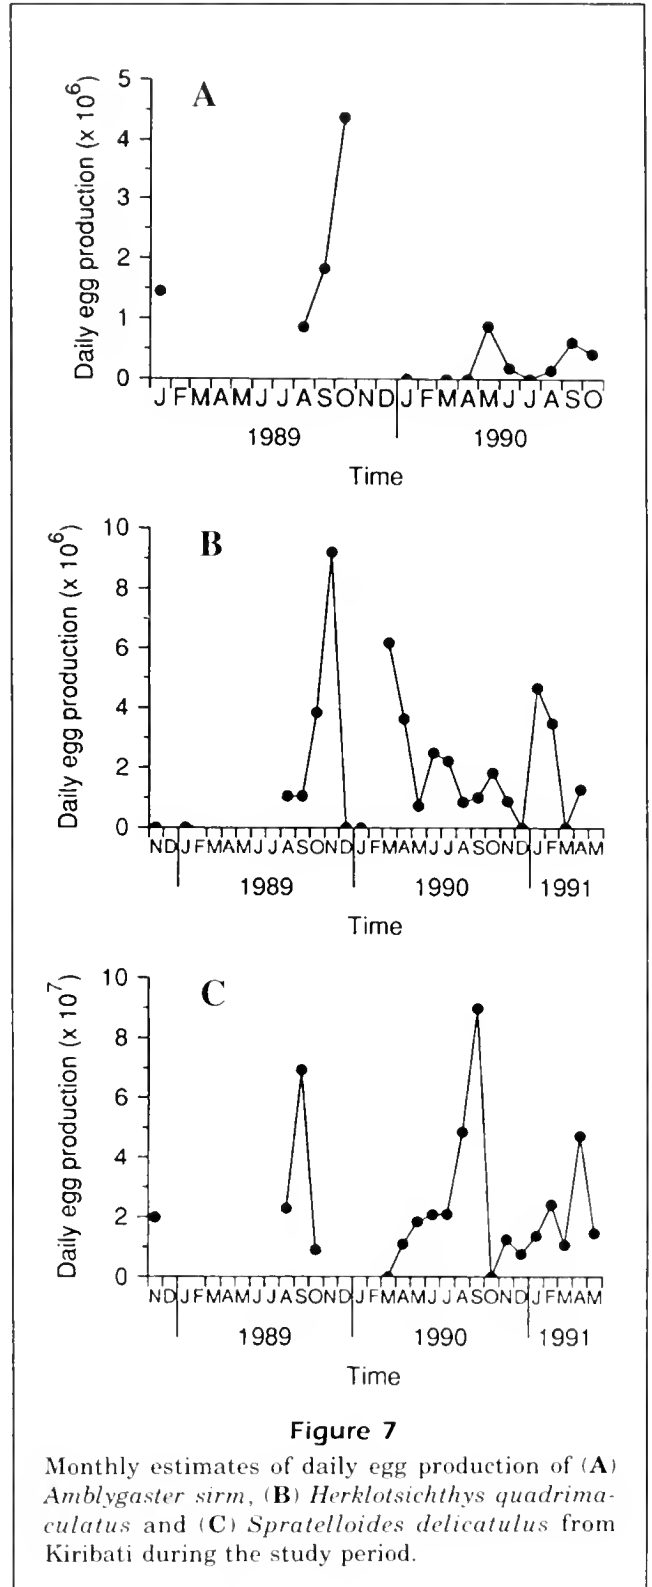 A
Daily egg production (x 10^6)
5
4
3
2
1
0
J F M A M J J A S O N D J F M A M J J A S O
1989 1990
Time
B
Daily egg production (x 10^6)
10
8
6
4
2
0
N D J F M A M J J A S O N D J F M A M J J A S O N D J F M A M
1989 1990 1991
Time
C
Daily egg production (x 10^7)
10
8
6
4
2
0
N D J F M A M J J A S O N D J F M A M J J A S O N D J F M A M
1989 1990 1991
Time
Figure 7
Monthly estimates of daily egg production of (A)
Amblygaster sirm, (B) Herklotsichthys quadrima-
culatus and (C) Spratelloides delicatulus from
Kiribati during the study period.